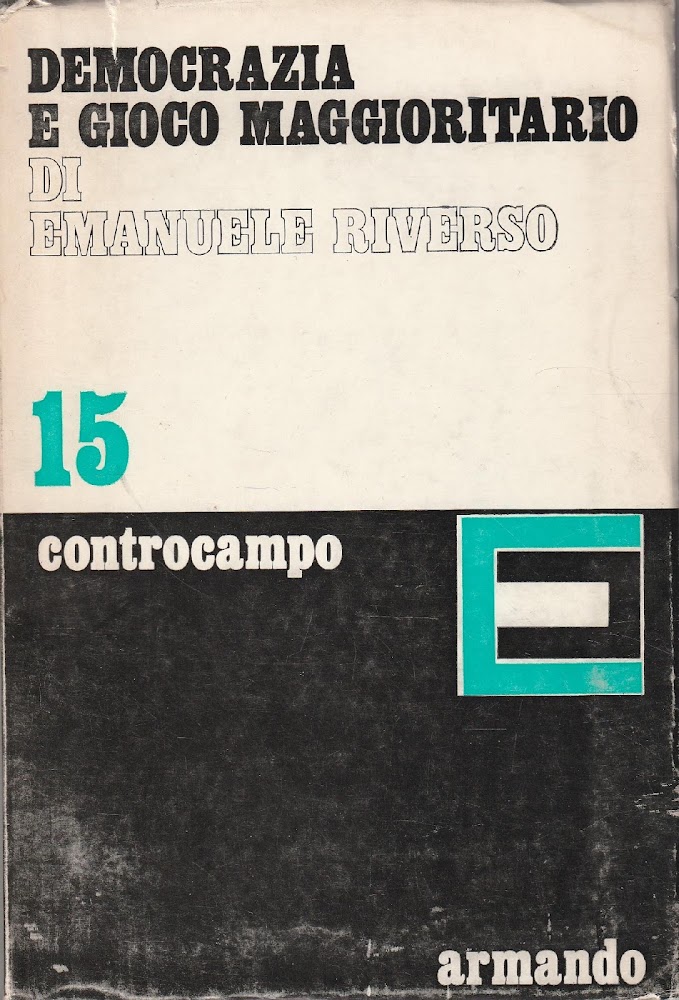 DEMOCRAZIA
E GIOCO MAGGIORITARIO
DI
EMANUELE RIVERSO
15
controcampo
armando